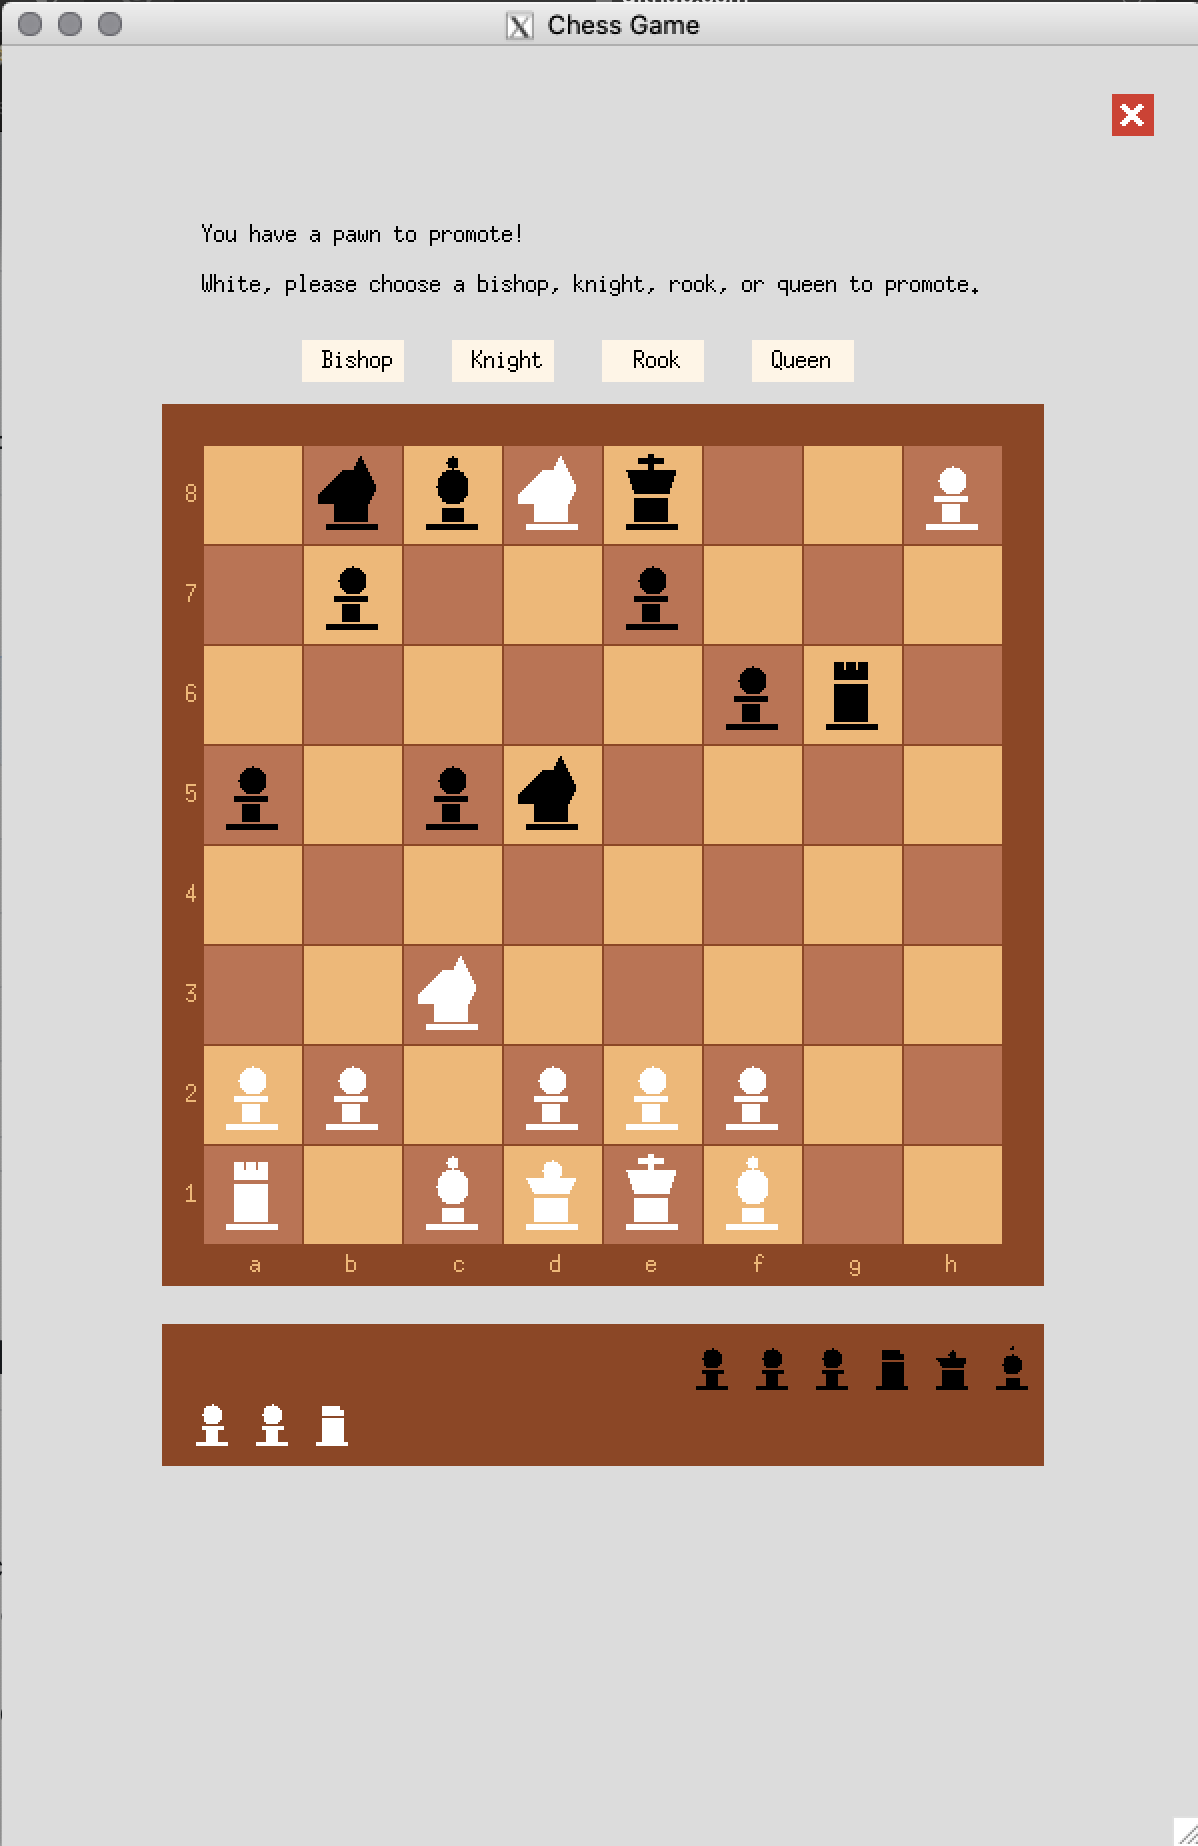 Chess Game
You have a pawn to promote!
White, please choose a bishop, knight, rook, or queen to promote.
Bishop Knight Rook Queen
8
7
6
5
4
3
2
1
a b c d e f g h